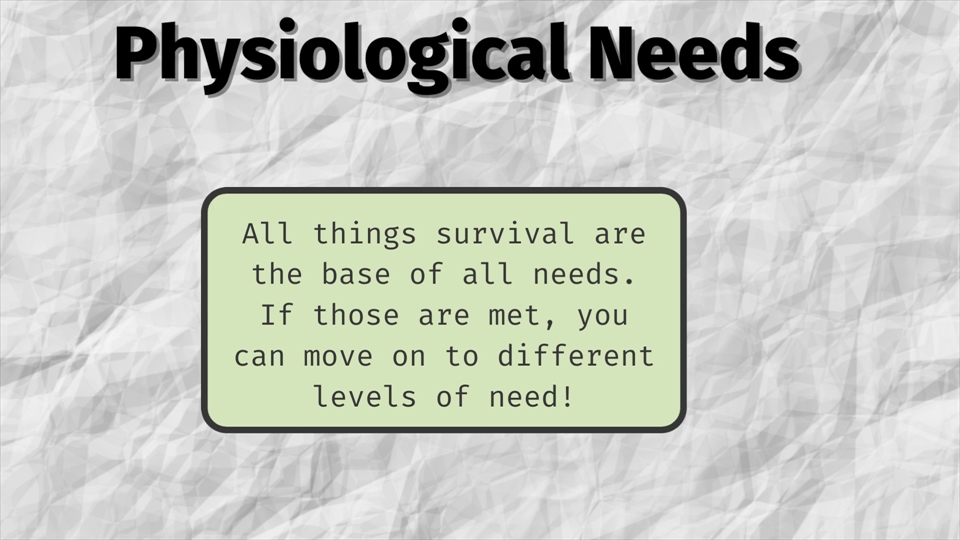 Physiological Needs
All things survival are
the base of all needs.
If those are met, you
can move on to different
levels of need!